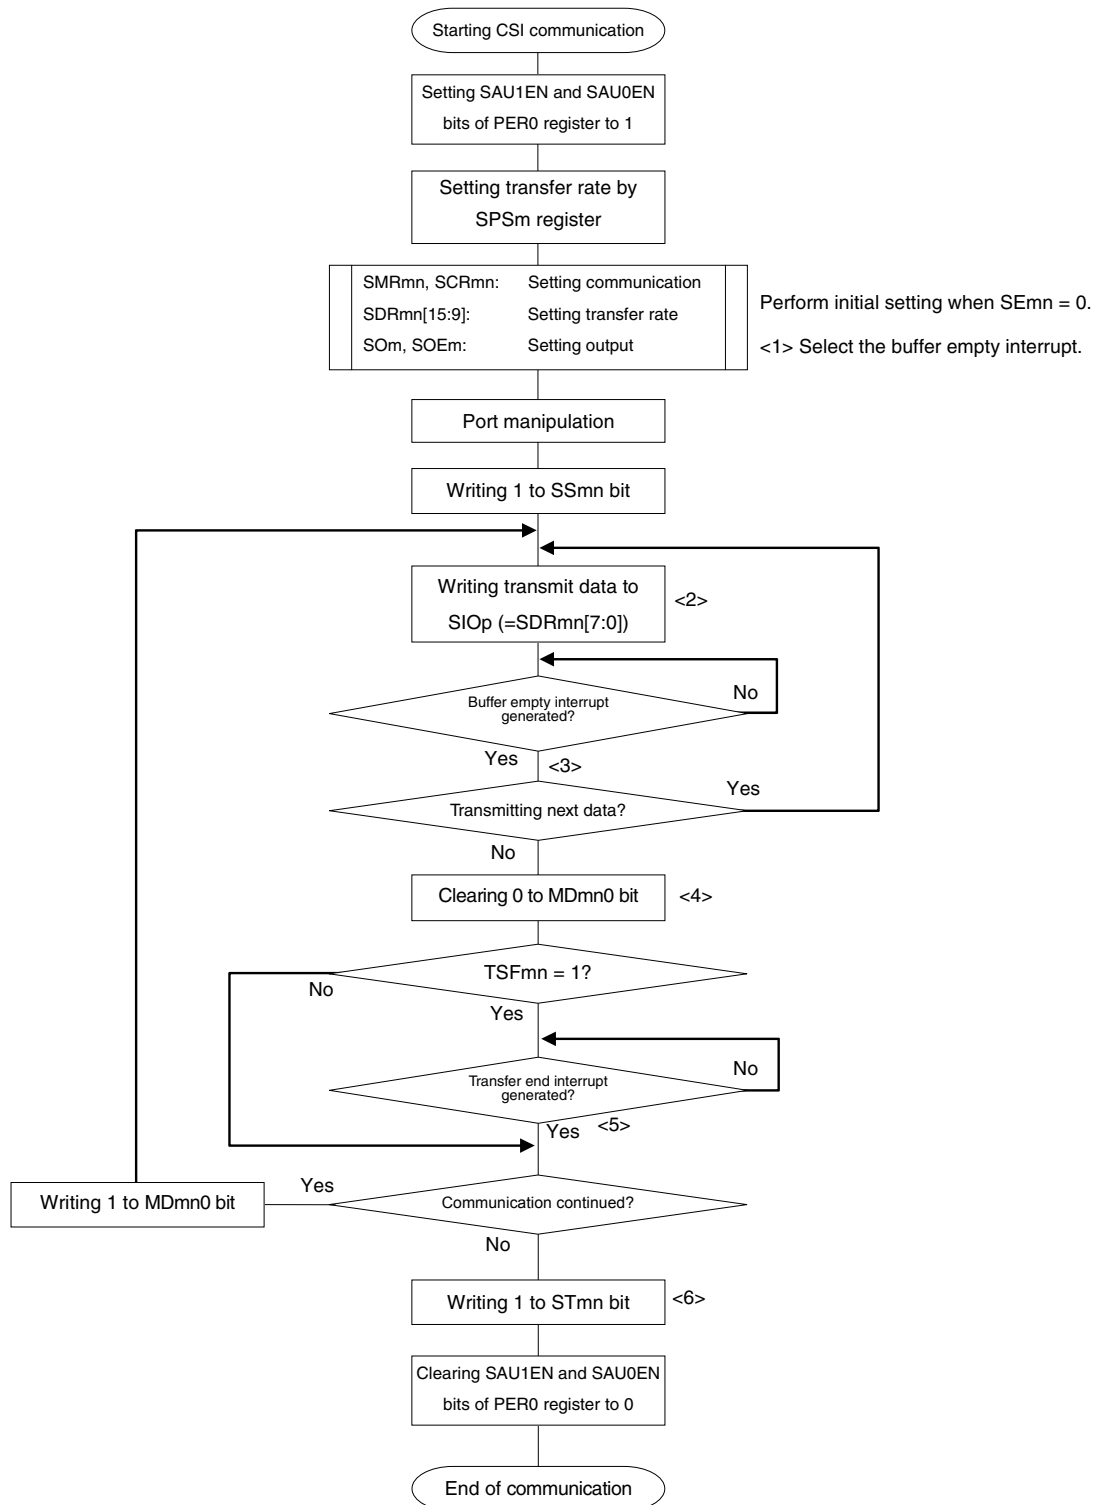 Starting CSI communication
Setting SAU1EN and SAU0EN
bits of PER0 register to 1
Setting transfer rate by
SPSm register
SMRmn, SCRmn: Setting communication
SDRmn[15:9]: Setting transfer rate
SOm, SOEm: Setting output
Perform initial setting when SEmn = 0.
<1> Select the buffer empty interrupt.
Port manipulation
Writing 1 to SSmn bit
Writing transmit data to
SIOp (=SDRmn[7:0])
<2>
Buffer empty interrupt
generated?
No
Yes
<3>
Transmitting next data?
Yes
No
Clearing 0 to MDmn0 bit
<4>
TSFmn = 1?
No
Yes
Transfer end interrupt
generated?
No
Yes
<5>
Communication continued?
Yes
Writing 1 to MDmn0 bit
No
Writing 1 to STmn bit
<6>
Clearing SAU1EN and SAU0EN
bits of PER0 register to 0
End of communication